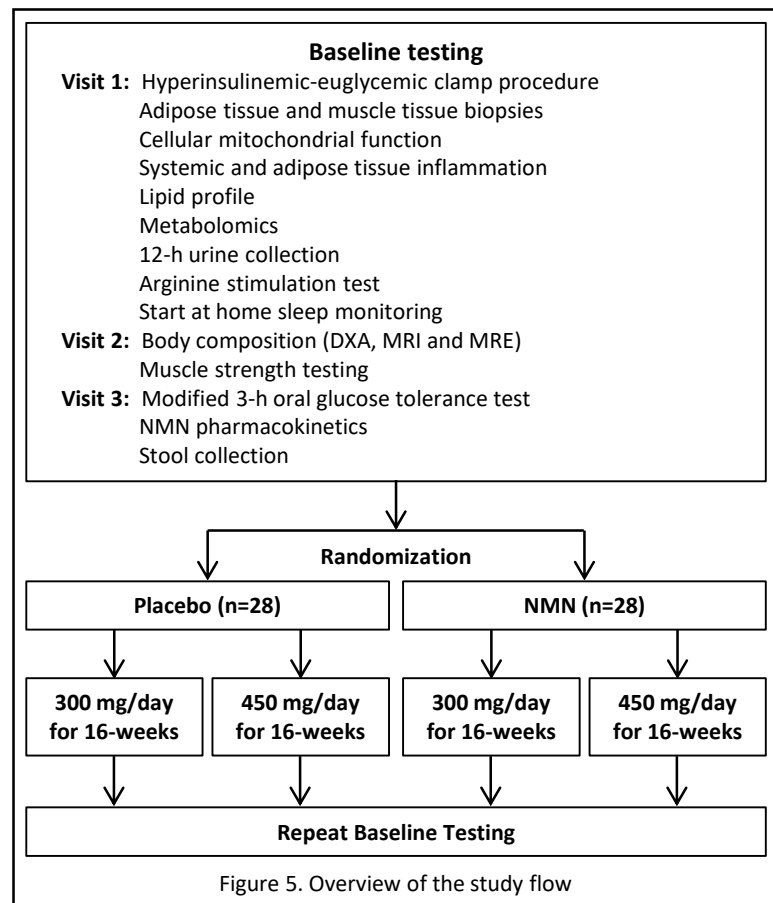 Baseline testing
Visit 1: Hyperinsulinemic-euglycemic clamp procedure
Adipose tissue and muscle tissue biopsies
Cellular mitochondrial function
Systemic and adipose tissue inflammation
Lipid profile
Metabolomics
12-h urine collection
Arginine stimulation test
Start at home sleep monitoring
Visit 2: Body composition (DXA, MRI and MRE)
Muscle strength testing
Visit 3: Modified 3-h oral glucose tolerance test
NMN pharmacokinetics
Stool collection
Randomization
Placebo (n=28)
NMN (n=28)
300 mg/day
for 16-weeks
450 mg/day
for 16-weeks
300 mg/day
for 16-weeks
450 mg/day
for 16-weeks
Repeat Baseline Testing
Figure 5. Overview of the study flow